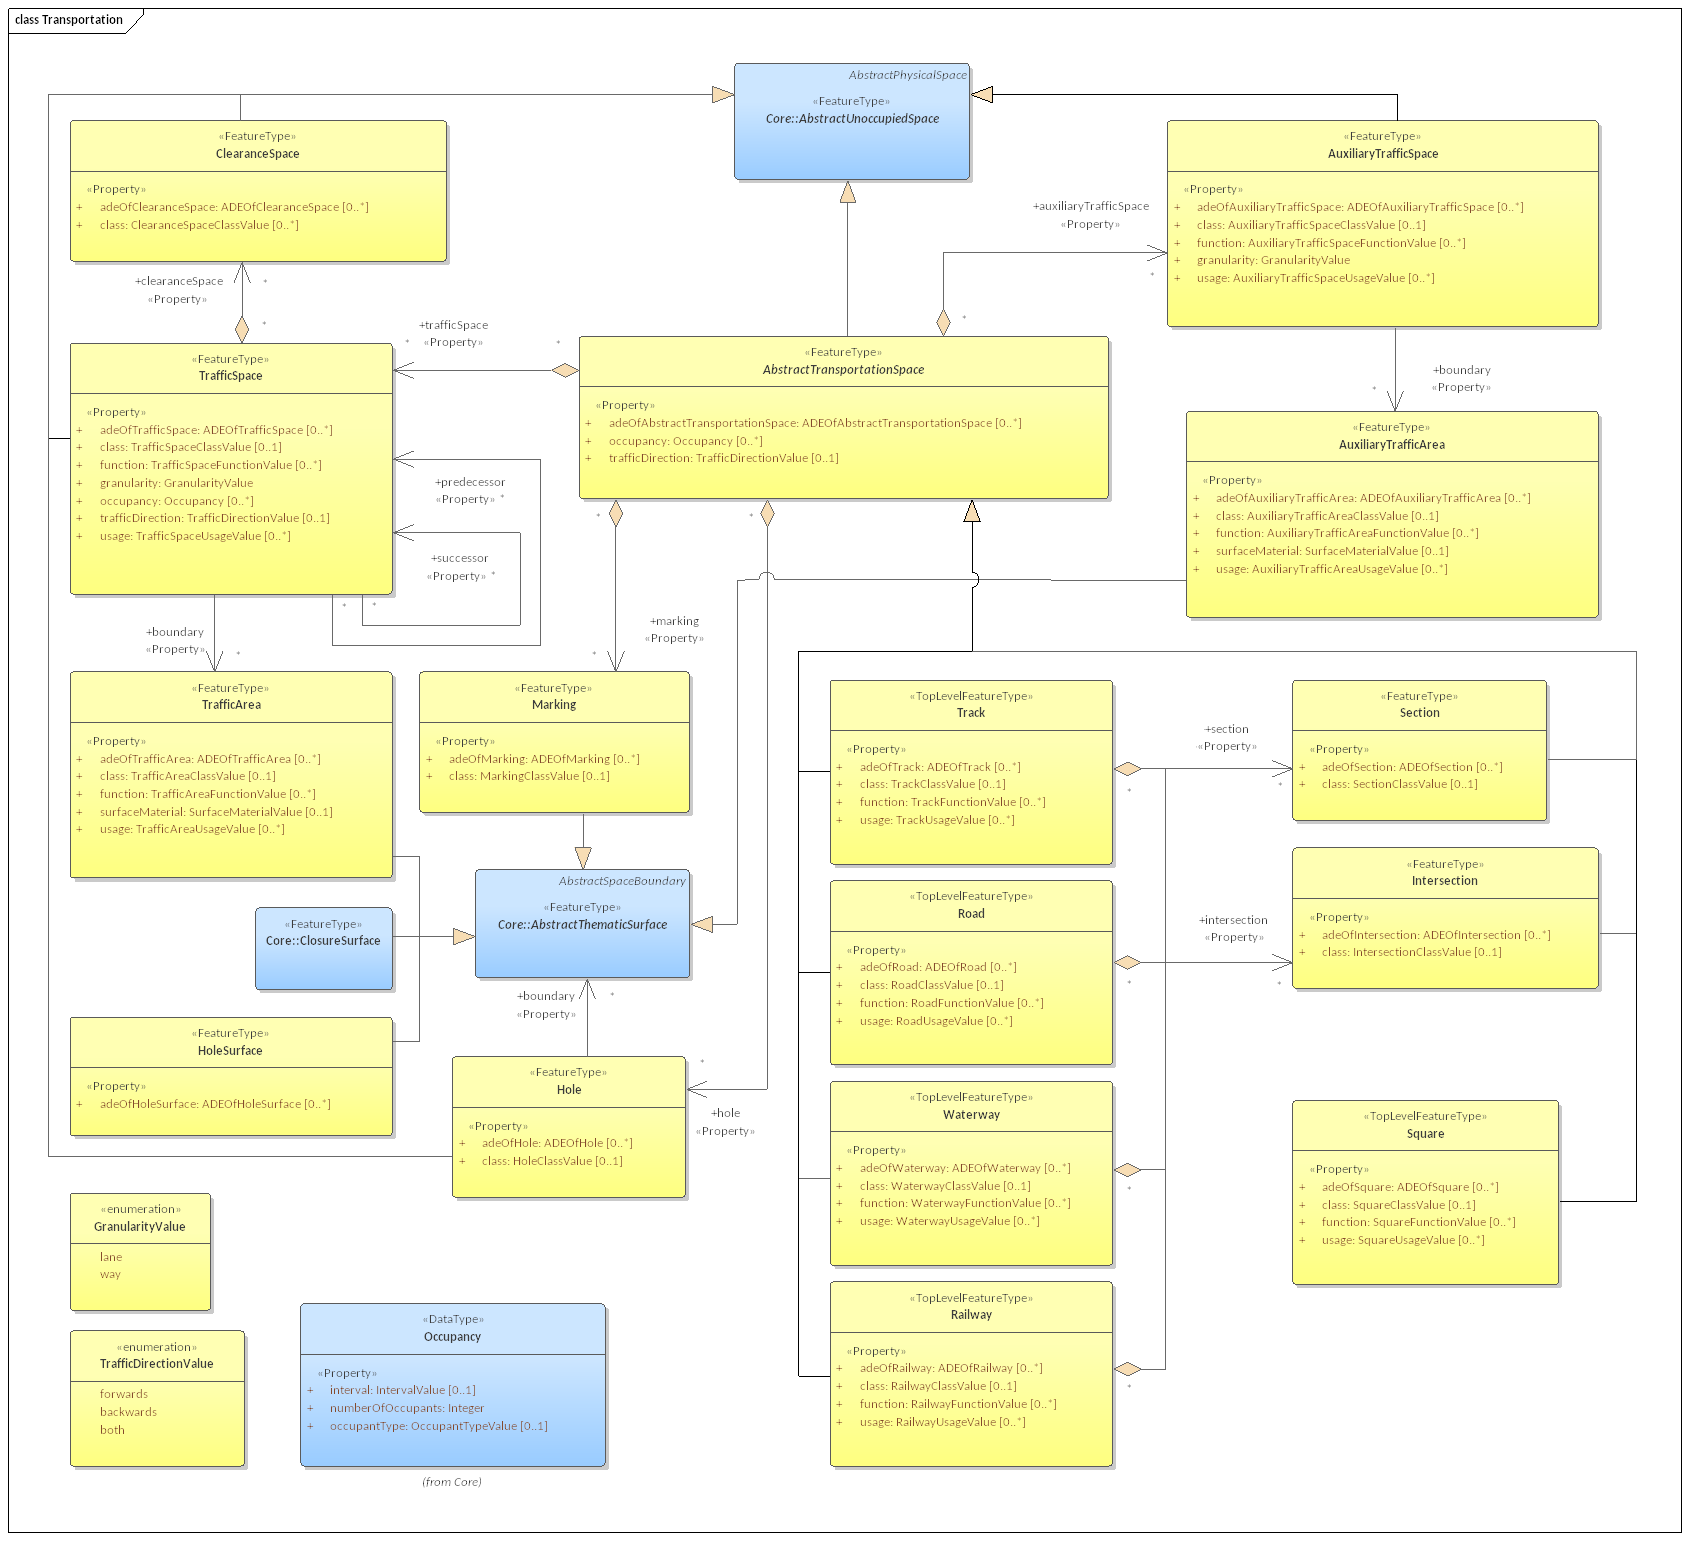 class Transportation
AbstractPhysicalSpace
«FeatureType»
Core::AbstractUnoccupiedSpace
«FeatureType»
ClearanceSpace
«Property»
+ adeOfClearanceSpace: ADEOfClearanceSpace [0..*]
+ class: ClearanceSpaceClassValue [0..*]
«FeatureType»
AuxiliaryTrafficSpace
«Property»
+ adeOfAuxiliaryTrafficSpace: ADEOfAuxiliaryTrafficSpace [0..*]
+ class: AuxiliaryTrafficSpaceClassValue [0..1]
+ function: AuxiliaryTrafficSpaceFunctionValue [0..*]
+ granularity: GranularityValue
+ usage: AuxiliaryTrafficSpaceUsageValue [0..*]
+auxiliaryTrafficSpace
«Property»
*
*
+clearanceSpace
«Property»
*
*
+trafficSpace
«Property»
*
*
«FeatureType»
TrafficSpace
«Property»
+ adeOfTrafficSpace: ADEOfTrafficSpace [0..*]
+ class: TrafficSpaceClassValue [0..1]
+ function: TrafficSpaceFunctionValue [0..*]
+ granularity: GranularityValue
+ occupancy: Occupancy [0..*]
+ trafficDirection: TrafficDirectionValue [0..1]
+ usage: TrafficSpaceUsageValue [0..*]
«FeatureType»
AbstractTransportationSpace
«Property»
+ adeOfAbstractTransportationSpace: ADEOfAbstractTransportationSpace [0..*]
+ occupancy: Occupancy [0..*]
+ trafficDirection: TrafficDirectionValue [0..1]
+boundary
«Property»
*
«FeatureType»
AuxiliaryTrafficArea
«Property»
+ adeOfAuxiliaryTrafficArea: ADEOfAuxiliaryTrafficArea [0..*]
+ class: AuxiliaryTrafficAreaClassValue [0..1]
+ function: AuxiliaryTrafficAreaFunctionValue [0..*]
+ surfaceMaterial: SurfaceMaterialValue [0..1]
+ usage: AuxiliaryTrafficAreaUsageValue [0..*]
+predecessor
«Property» *
+successor
«Property» *
*
*
*
*
+boundary
«Property»
*
+marking
«Property»
*
«FeatureType»
TrafficArea
«Property»
+ adeOfTrafficArea: ADEOfTrafficArea [0..*]
+ class: TrafficAreaClassValue [0..1]
+ function: TrafficAreaFunctionValue [0..*]
+ surfaceMaterial: SurfaceMaterialValue [0..1]
+ usage: TrafficAreaUsageValue [0..*]
«FeatureType»
Marking
«Property»
+ adeOfMarking: ADEOfMarking [0..*]
+ class: MarkingClassValue [0..1]
«TopLevelFeatureType»
Track
«Property»
+ adeOfTrack: ADEOfTrack [0..*]
+ class: TrackClassValue [0..1]
+ function: TrackFunctionValue [0..*]
+ usage: TrackUsageValue [0..*]
*
+section
«Property»
*
«FeatureType»
Section
«Property»
+ adeOfSection: ADEOfSection [0..*]
+ class: SectionClassValue [0..1]
«FeatureType»
Core::ClosureSurface
AbstractSpaceBoundary
«FeatureType»
Core::AbstractThematicSurface
«TopLevelFeatureType»
Road
«Property»
+ adeOfRoad: ADEOfRoad [0..*]
+ class: RoadClassValue [0..1]
+ function: RoadFunctionValue [0..*]
+ usage: RoadUsageValue [0..*]
*
+intersection
«Property»
*
«FeatureType»
Intersection
«Property»
+ adeOfIntersection: ADEOfIntersection [0..*]
+ class: IntersectionClassValue [0..1]
+boundary
«Property»
*
«FeatureType»
HoleSurface
«Property»
+ adeOfHoleSurface: ADEOfHoleSurface [0..*]
«FeatureType»
Hole
«Property»
+ adeOfHole: ADEOfHole [0..*]
+ class: HoleClassValue [0..1]
*
+hole
«Property»
«TopLevelFeatureType»
Waterway
«Property»
+ adeOfWaterway: ADEOfWaterway [0..*]
+ class: WaterwayClassValue [0..1]
+ function: WaterwayFunctionValue [0..*]
+ usage: WaterwayUsageValue [0..*]
*
«TopLevelFeatureType»
Square
«Property»
+ adeOfSquare: ADEOfSquare [0..*]
+ class: SquareClassValue [0..1]
+ function: SquareFunctionValue [0..*]
+ usage: SquareUsageValue [0..*]
«enumeration»
GranularityValue
lane
way
«enumeration»
TrafficDirectionValue
forwards
backwards
both
«DataType»
Occupancy
«Property»
+ interval: IntervalValue [0..1]
+ numberOfOccupants: Integer
+ occupantType: OccupantTypeValue [0..1]
(from Core)
«TopLevelFeatureType»
Railway
«Property»
+ adeOfRailway: ADEOfRailway [0..*]
+ class: RailwayClassValue [0..1]
+ function: RailwayFunctionValue [0..*]
+ usage: RailwayUsageValue [0..*]
*